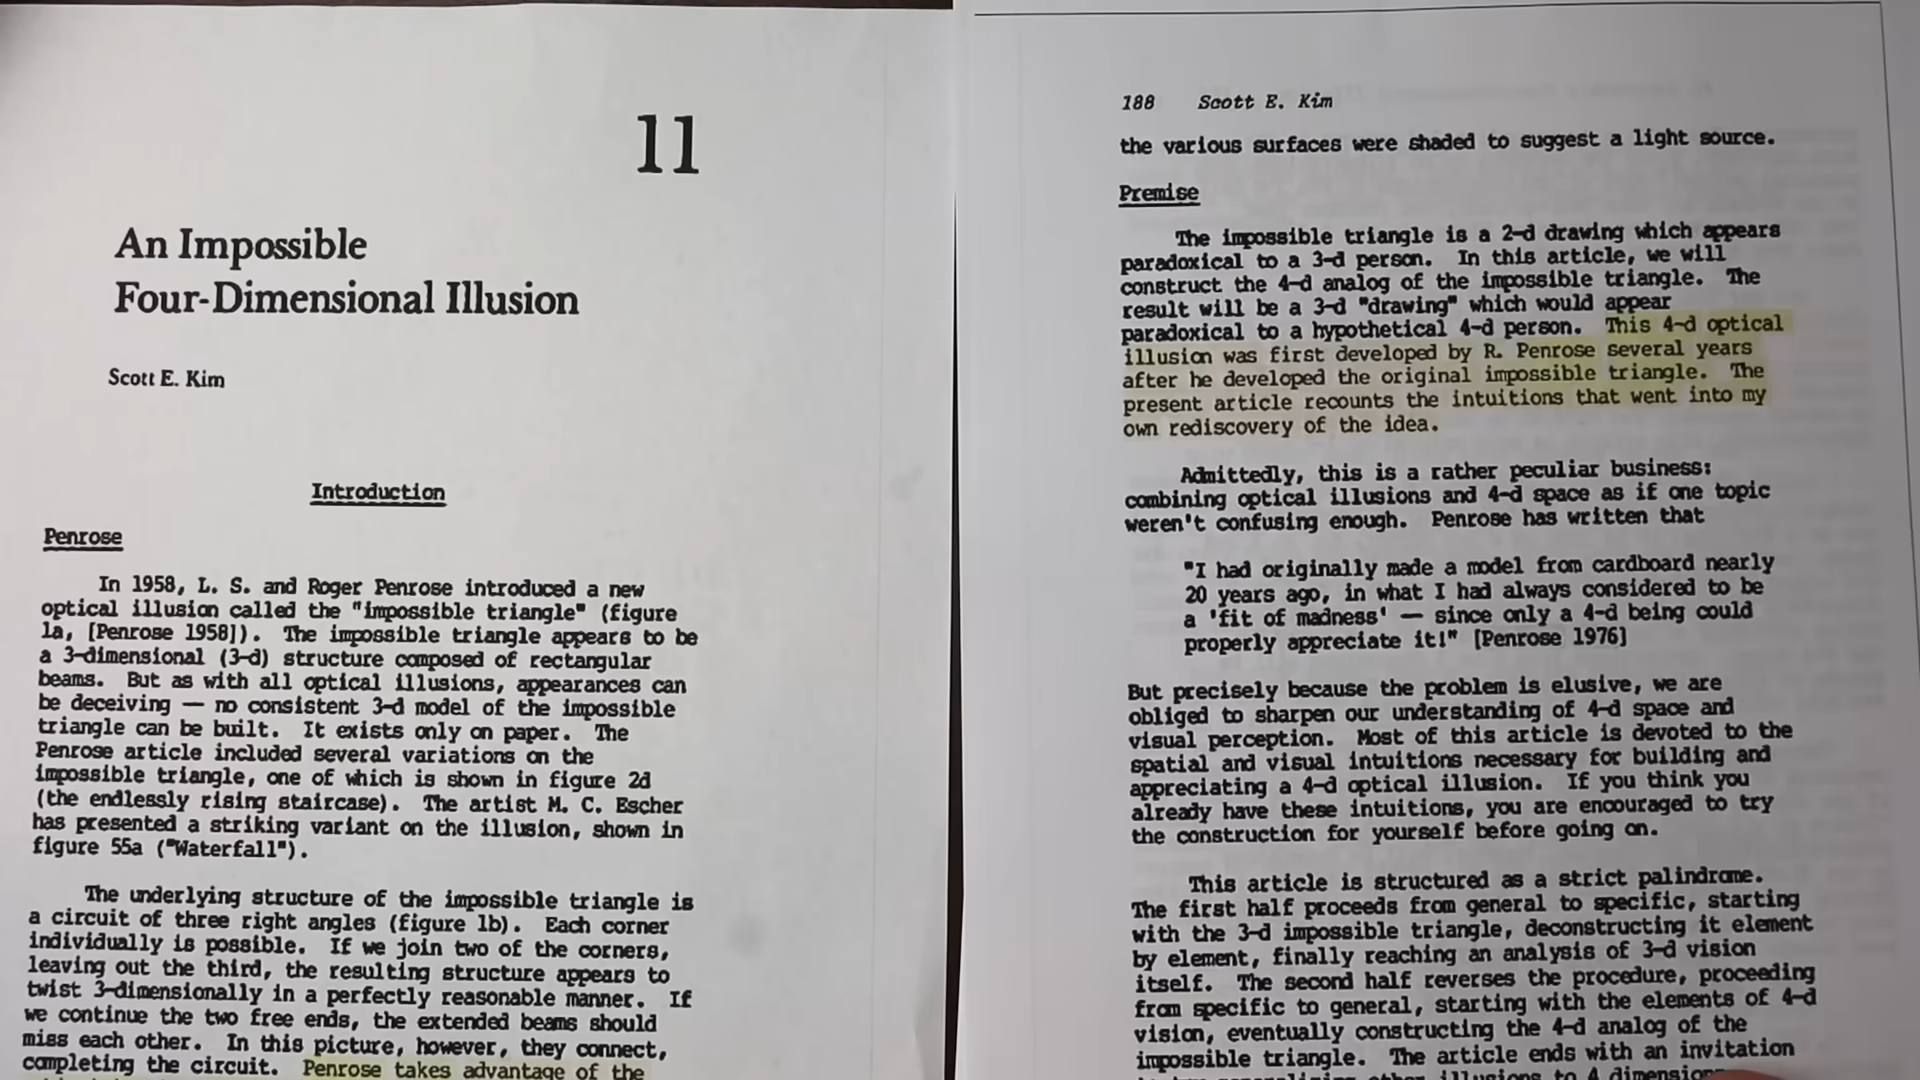 11
An Impossible
Four-Dimensional Illusion
Scott E. Kim
Introduction
Penrose
In 1958, L. S. and Roger Penrose introduced a new
optical illusion called the "impossible triangle" (figure
1a, [Penrose 1958]). The impossible triangle appears to be
a 3-dimensional (3-d) structure composed of rectangular
beams. But as with all optical illusions, appearances can
be deceiving — no consistent 3-d model of the impossible
triangle can be built. It exists only on paper. The
Penrose article included several variations on the
impossible triangle, one of which is shown in figure 2d
(the endlessly rising staircase). The artist M. C. Escher
has presented a striking variant on the illusion, shown in
figure 55a ("Waterfall").
The underlying structure of the impossible triangle is
a circuit of three right angles (figure 1b). Each corner
individually is possible. If we join two of the corners,
leaving out the third, the resulting structure appears to
twist 3-dimensionally in a perfectly reasonable manner. If
we continue the two free ends, the extended beams should
miss each other. In this picture, however, they connect,
completing the circuit. Penrose takes advantage of the
188 Scott E. Kim
the various surfaces were shaded to suggest a light source.
Premise
The impossible triangle is a 2-d drawing which appears
paradoxical to a 3-d person. In this article, we will
construct the 4-d analog of the impossible triangle. The
result will be a 3-d "drawing" which would appear
paradoxical to a hypothetical 4-d person. This 4-d optical
illusion was first developed by R. Penrose several years
after he developed the original impossible triangle. The
present article recounts the intuitions that went into my
own rediscovery of the idea.
Admittedly, this is a rather peculiar business:
combining optical illusions and 4-d space as if one topic
weren't confusing enough. Penrose has written that
"I had originally made a model from cardboard nearly
20 years ago, in what I had always considered to be
a 'fit of madness' — since only a 4-d being could
properly appreciate it!" [Penrose 1976]
But precisely because the problem is elusive, we are
obliged to sharpen our understanding of 4-d space and
visual perception. Most of this article is devoted to the
spatial and visual intuitions necessary for building and
appreciating a 4-d optical illusion. If you think you
already have these intuitions, you are encouraged to try
the construction for yourself before going on.
This article is structured as a strict palindrome.
The first half proceeds from general to specific, starting
with the 3-d impossible triangle, deconstructing it element
by element, finally reaching an analysis of 3-d vision
itself. The second half reverses the procedure, proceeding
from specific to general, starting with the elements of 4-d
vision, eventually constructing the 4-d analog of the
impossible triangle. The article ends with an invitation
other illusions to 4 dimensions